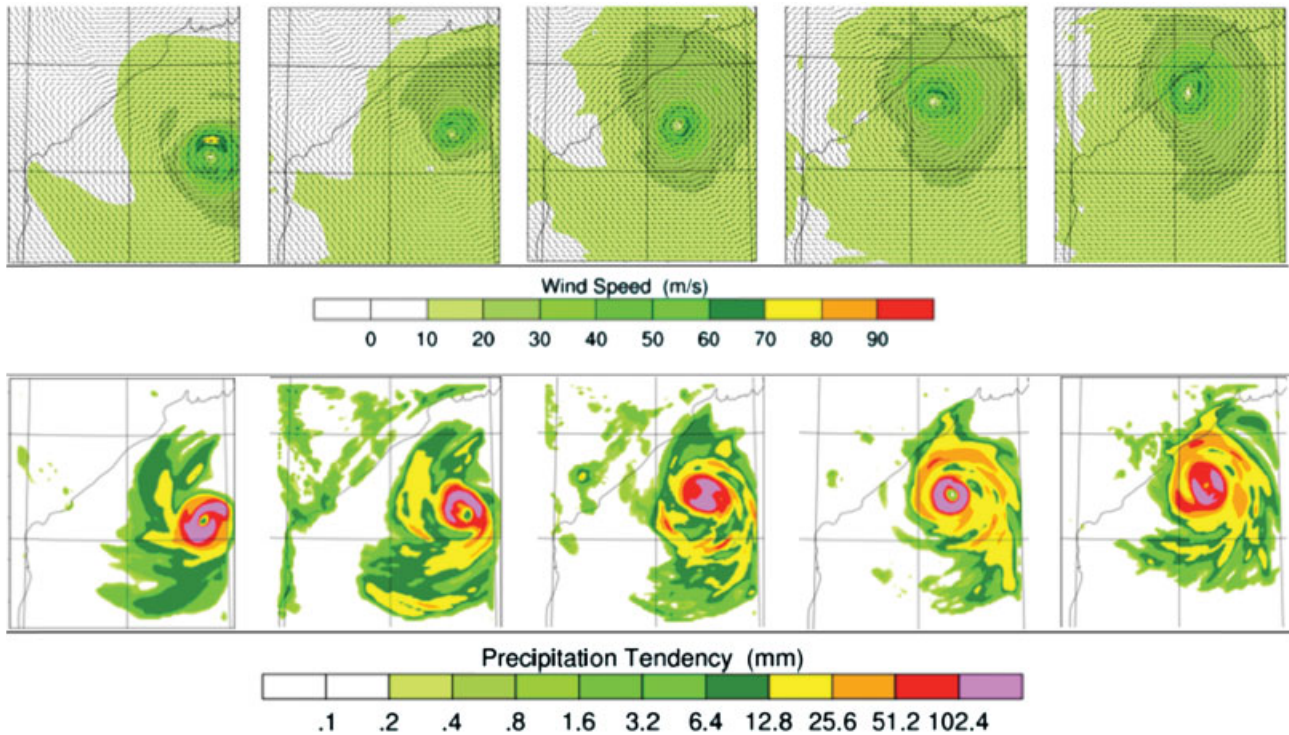 Wind Speed (m/s)
0 10 20 30 40 50 60 70 80 90
Precipitation Tendency (mm)
.1 .2 .4 .8 1.6 3.2 6.4 12.8 25.6 51.2 102.4